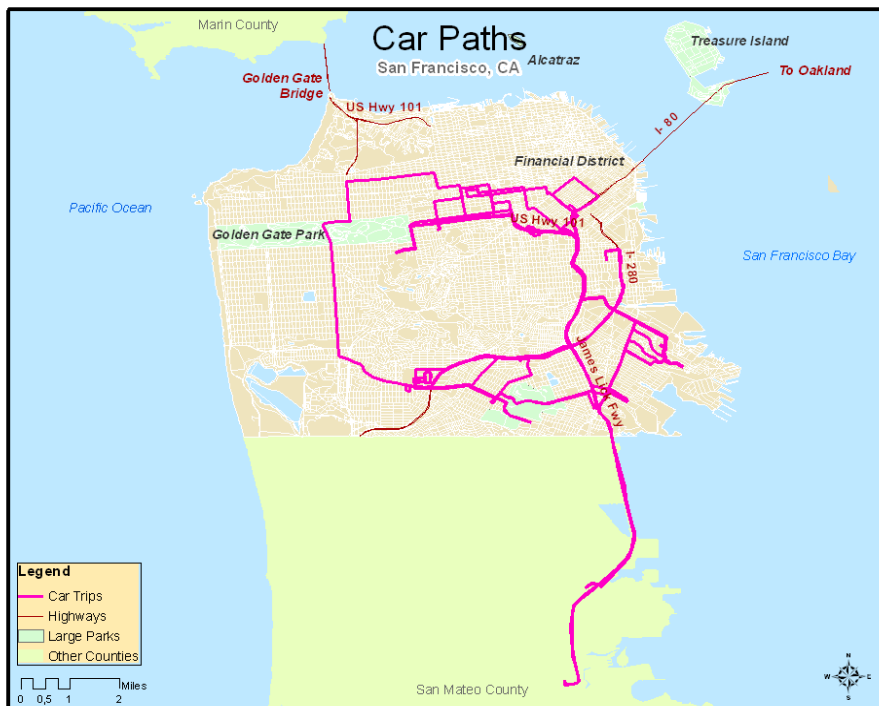 Marin County
Car Paths
San Francisco, CA
Alcatraz
Treasure Island
To Oakland
Golden Gate
Bridge
US Hwy 101
I- 80
Financial District
Pacific Ocean
Golden Gate Park
US Hwy 101
San Francisco Bay
I- 280
James Lick Fwy
Legend
Car Trips
Highways
Large Parks
Other Counties
Miles
0 0,5 1 2
San Mateo County
N
W E
S